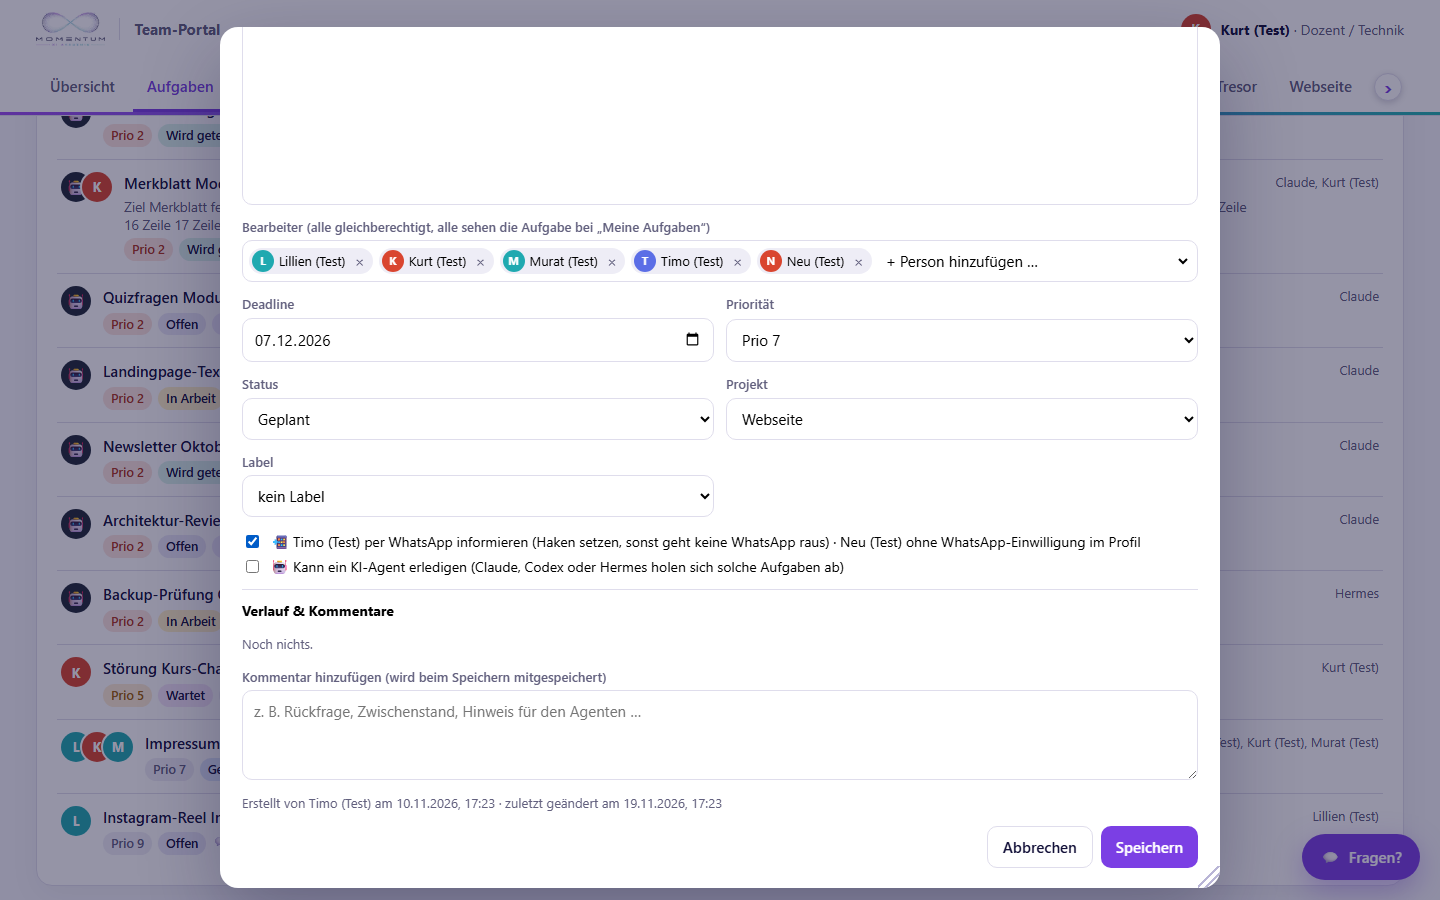 MOMENTUM
Team-Portal
K
Kurt (Test) · Dozent / Technik
Übersicht
Aufgaben
Tresor
Webseite
›
Prio 2
Wird gete
K
Merkblatt Mo
Claude, Kurt (Test)
Ziel Merkblatt fe
Zeile
16 Zeile 17 Zeile
Prio 2
Wird g
Quizfragen Modu
Claude
Prio 2
Offen
Landingpage-Tex
Claude
Prio 2
In Arbeit
Newsletter Oktob
Claude
Prio 2
Wird gete
Architektur-Revie
Claude
Prio 2
Offen
Backup-Prüfung
Hermes
Prio 2
In Arbeit
K
Störung Kurs-Cha
Kurt (Test)
Prio 5
Wartet
L K M
Impressum
est), Kurt (Test), Murat (Test)
Prio 7
Ge
L
Instagram-Reel In
Lillien (Test)
Prio 9
Offen
Bearbeiter (alle gleichberechtigt, alle sehen die Aufgabe bei „Meine Aufgaben“)
L Lillien (Test) × K Kurt (Test) × M Murat (Test) × T Timo (Test) × N Neu (Test) × + Person hinzufügen ...
Deadline
Priorität
07.12.2026
Prio 7
Status
Projekt
Geplant
Webseite
Label
kein Label
Timo (Test) per WhatsApp informieren (Haken setzen, sonst geht keine WhatsApp raus) · Neu (Test) ohne WhatsApp-Einwilligung im Profil
Kann ein KI-Agent erledigen (Claude, Codex oder Hermes holen sich solche Aufgaben ab)
Verlauf & Kommentare
Noch nichts.
Kommentar hinzufügen (wird beim Speichern mitgespeichert)
z. B. Rückfrage, Zwischenstand, Hinweis für den Agenten ...
Erstellt von Timo (Test) am 10.11.2026, 17:23 · zuletzt geändert am 19.11.2026, 17:23
Abbrechen
Speichern
Fragen?